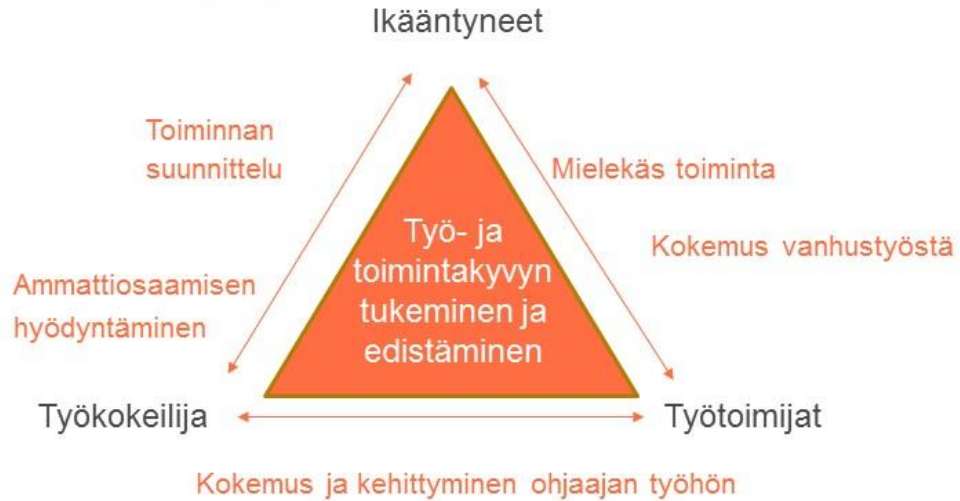 Ikääntyneet
Toiminnan
suunnittelu
Mielekäs toiminta
Työ- ja
toimintakyvyn
tukeminen ja
edistäminen
Kokemus vanhustyöstä
Ammattiosaamisen
hyödyntäminen
Työkokeilija
Työtoimijat
Kokemus ja kehittyminen ohjaajan työhön